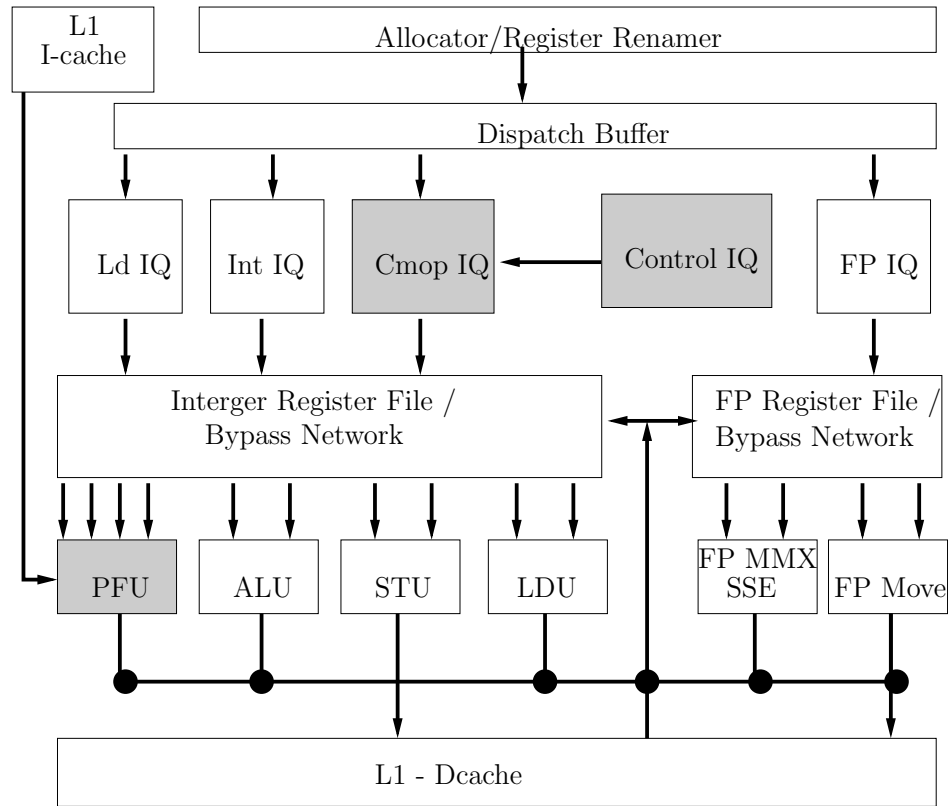 L1
I-cache
Allocator/Register Renamer
Dispatch Buffer
Ld IQ
Int IQ
Cmop IQ
Control IQ
FP IQ
Interger Register File /
Bypass Network
FP Register File /
Bypass Network
PFU
ALU
STU
LDU
FP MMX
SSE
FP Move
L1 - Dcache